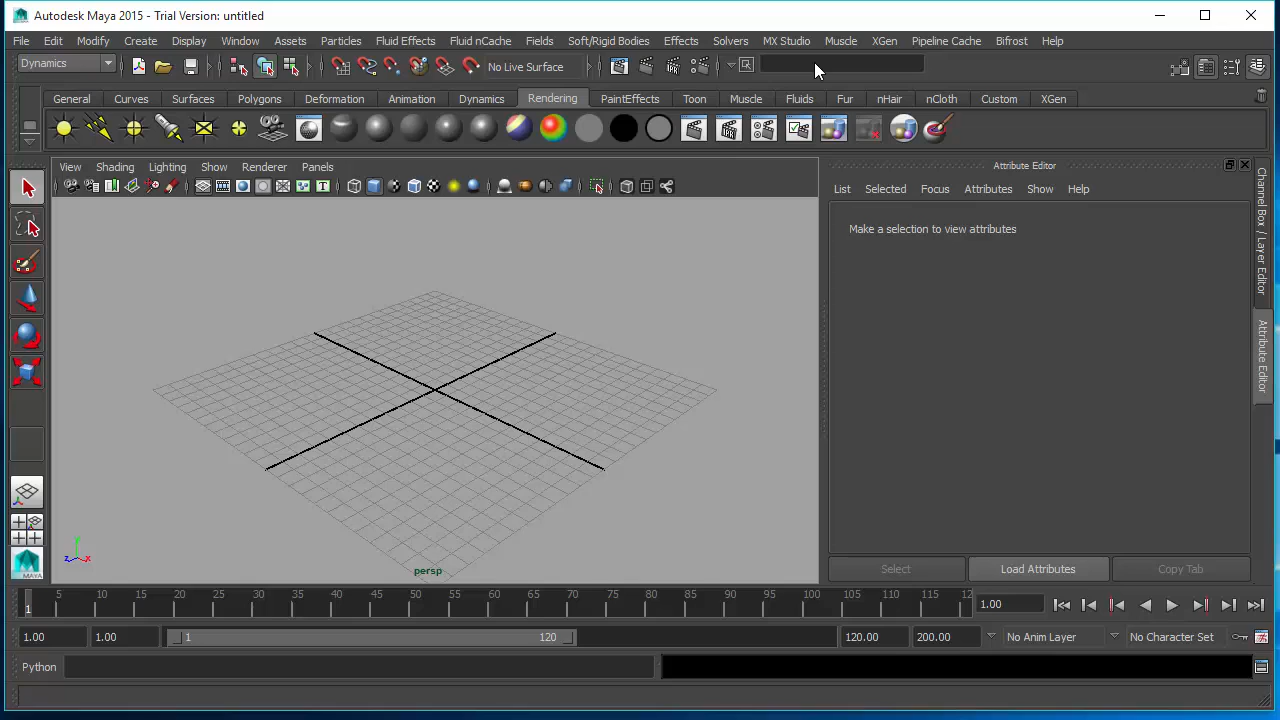 Autodesk Maya 2015 - Trial Version: untitled
File Edit Modify Create Display Window Assets Particles Fluid Effects Fluid nCache Fields Soft/Rigid Bodies Effects Solvers MX Studio Muscle XGen Pipeline Cache Bifrost Help
Dynamics No Live Surface
General Curves Surfaces Polygons Deformation Animation Dynamics Rendering PaintEffects Toon Muscle Fluids Fur nHair nCloth Custom XGen
View Shading Lighting Show Renderer Panels
Attribute Editor
List Selected Focus Attributes Show Help
Make a selection to view attributes
Channel Box / Layer Editor
Attribute Editor
y
z x
persp
MAYA
Select Load Attributes Copy Tab
1 5 10 15 20 25 30 35 40 45 50 55 60 65 70 75 80 85 90 95 100 105 110 115 12
1.00
1.00 1.00 1 120 120.00 200.00 No Anim Layer No Character Set
Python